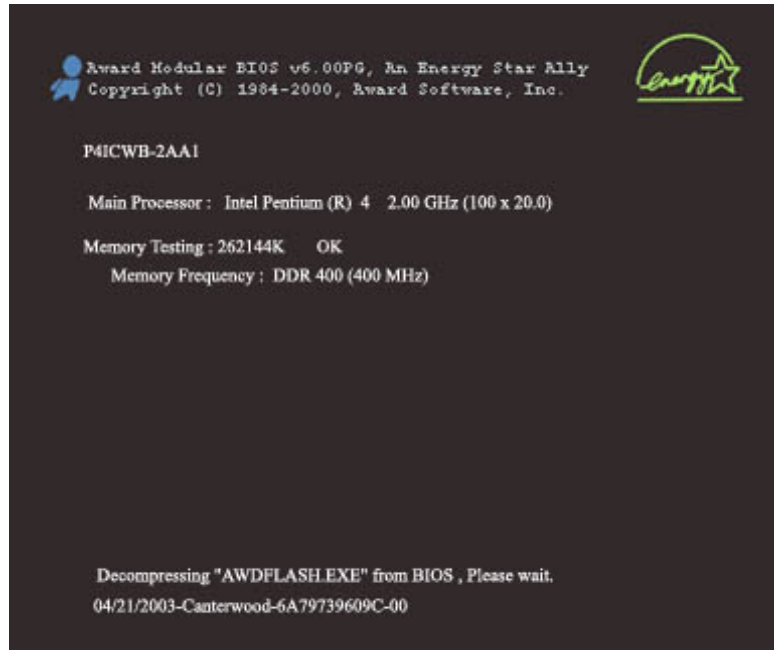 Award Modular BIOS v6.00PG, An Energy Star Ally
Copyright (C) 1984-2000, Award Software, Inc.
energy
P4ICWB-2AA1
Main Processor : Intel Pentium (R) 4 2.00 GHz (100 x 20.0)
Memory Testing : 262144K OK
Memory Frequency : DDR 400 (400 MHz)
Decompressing "AWDFLASH.EXE" from BIOS , Please wait.
04/21/2003-Canterwood-6A79739609C-00